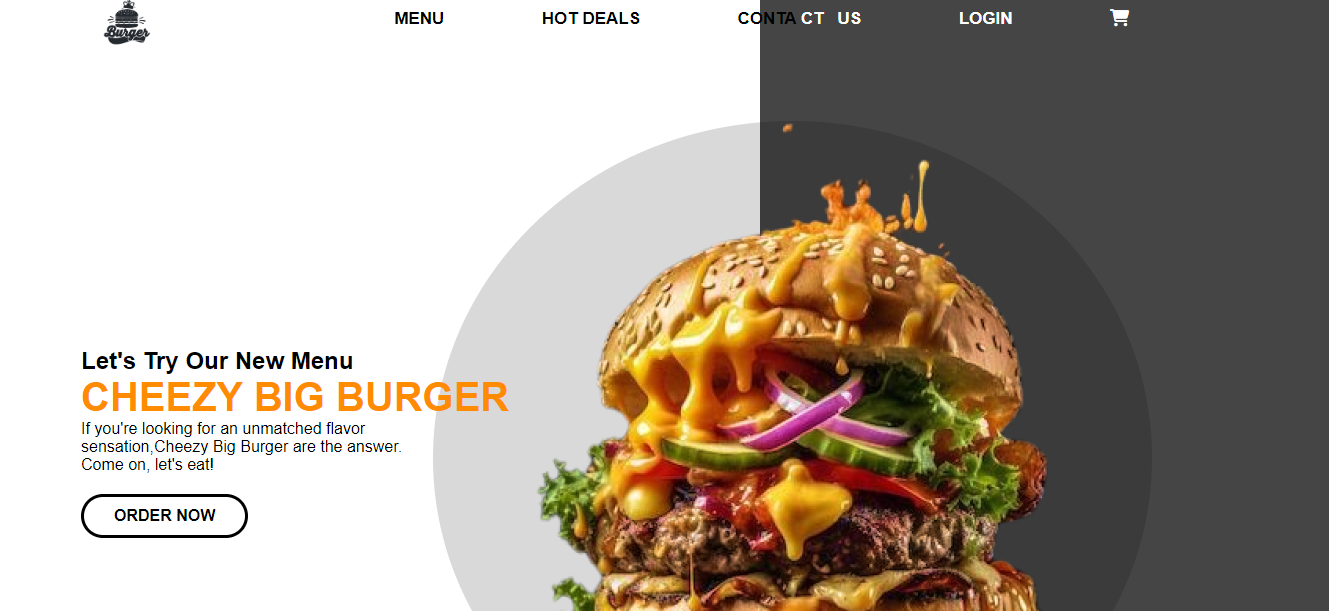 Burger
MENU HOT DEALS CONTACT US LOGIN
Let's Try Our New Menu
CHEEZY BIG BURGER
If you're looking for an unmatched flavor
sensation,Cheezy Big Burger are the answer.
Come on, let's eat!
ORDER NOW